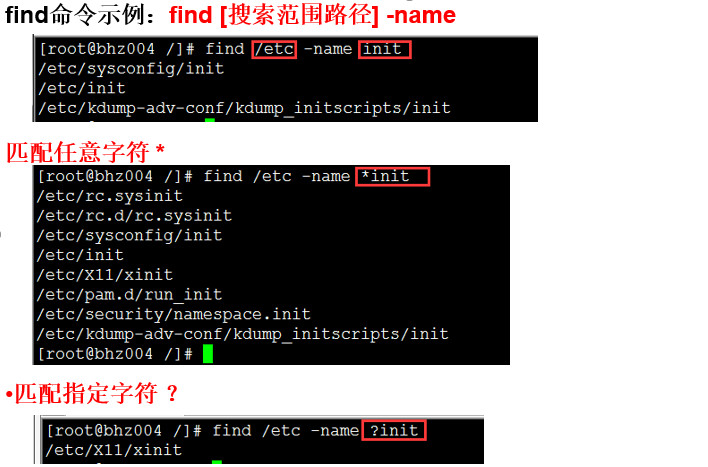 find命令示例：find [搜索范围路径] -name
[root@bhz004 /]# find /etc -name init
/etc/sysconfig/init
/etc/init
/etc/kdump-adv-conf/kdump_initscripts/init
匹配任意字符 *
[root@bhz004 /]# find /etc -name *init
/etc/rc.sysinit
/etc/rc.d/rc.sysinit
/etc/sysconfig/init
/etc/init
/etc/X11/xinit
/etc/pam.d/run_init
/etc/security/namespace.init
/etc/kdump-adv-conf/kdump_initscripts/init
[root@bhz004 /]#
•匹配指定字符 ？
[root@bhz004 /]# find /etc -name ?init
/etc/X11/xinit